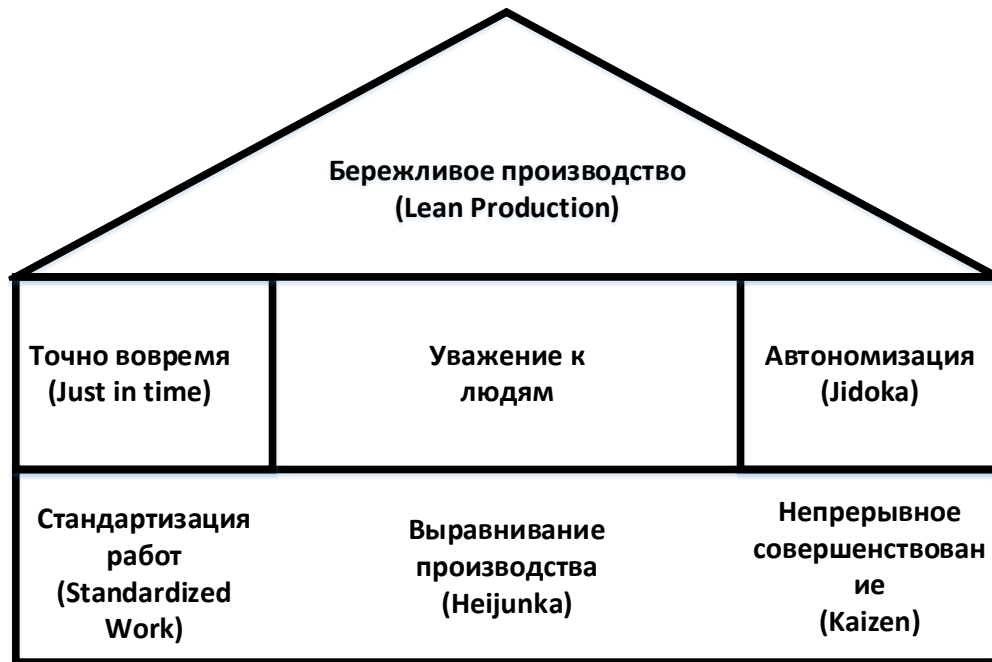 Бережливое производство
(Lean Production)
Точно вовремя
(Just in time)
Уважение к
людям
Автономизация
(Jidoka)
Стандартизация
работ
(Standardized
Work)
Выравнивание
производства
(Heijunka)
Непрерывное
совершенствован
ие
(Kaizen)